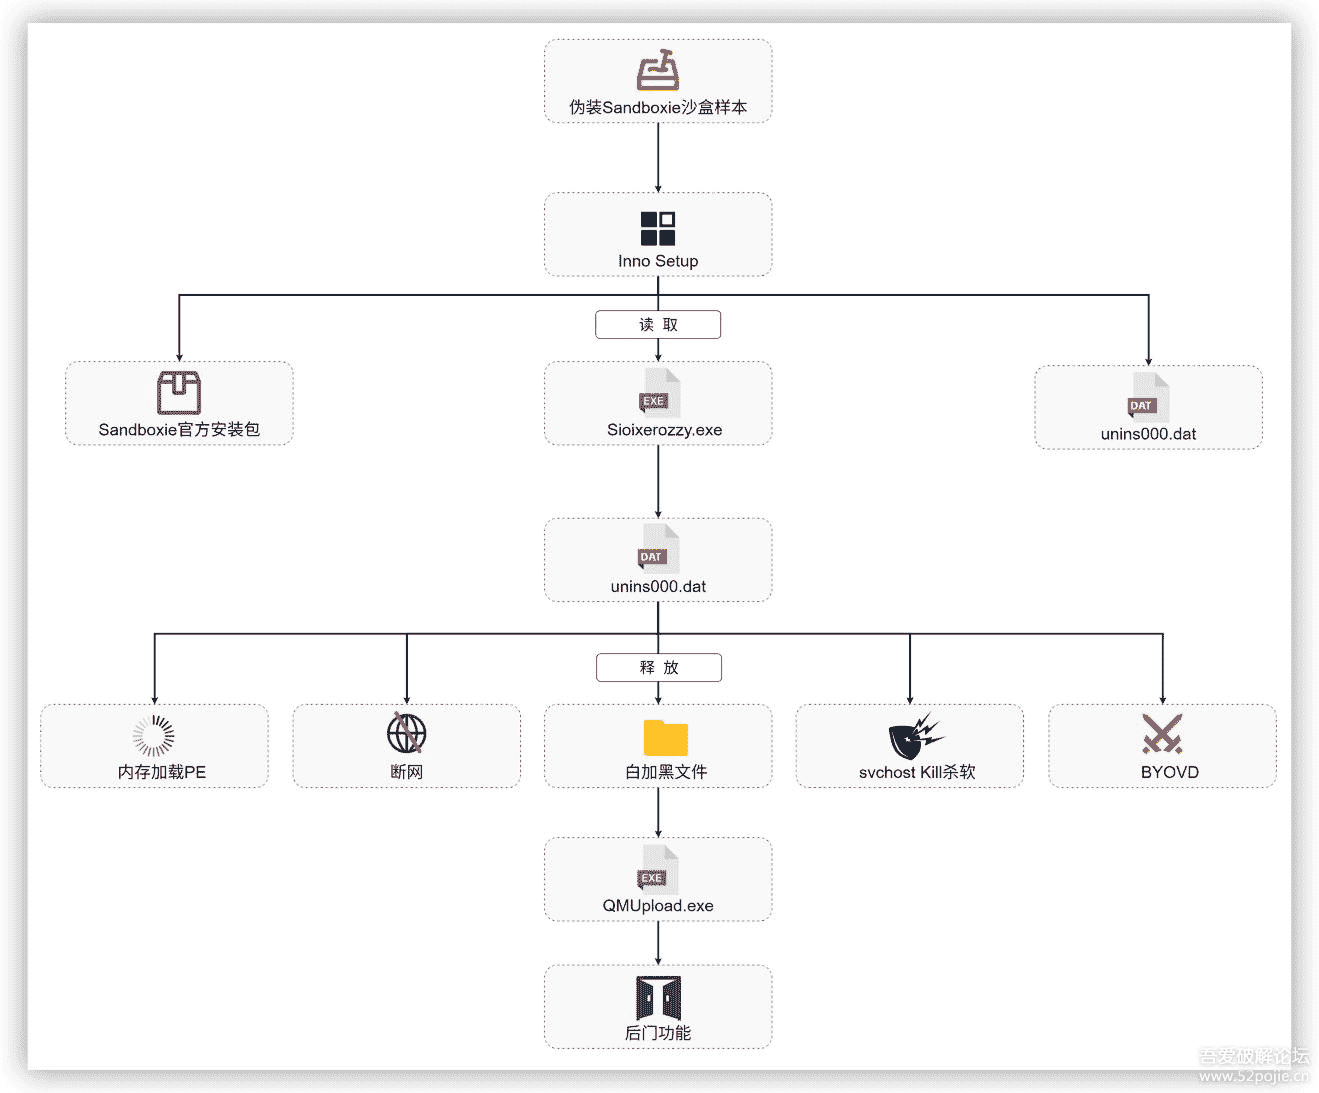 伪装Sandboxie沙盒样本
Inno Setup
读 取
Sandboxie官方安装包
EXE
Sioixerozzy.exe
DAT
unins000.dat
DAT
unins000.dat
释 放
内存加载PE
断网
白加黑文件
svchost Kill杀软
BYOVD
EXE
QMUpload.exe
后门功能
吾爱破解论坛
www.52pojie.cn